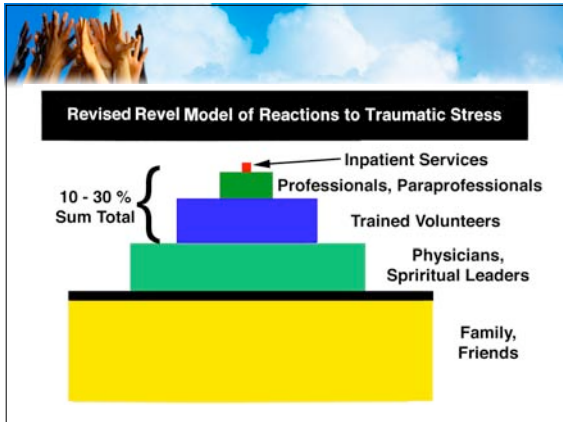 Revised Revel Model of Reactions to Traumatic Stress
Inpatient Services
Professionals, Paraprofessionals
10 - 30 %
Sum Total
Trained Volunteers
Physicians,
Spriritual Leaders
Family,
Friends